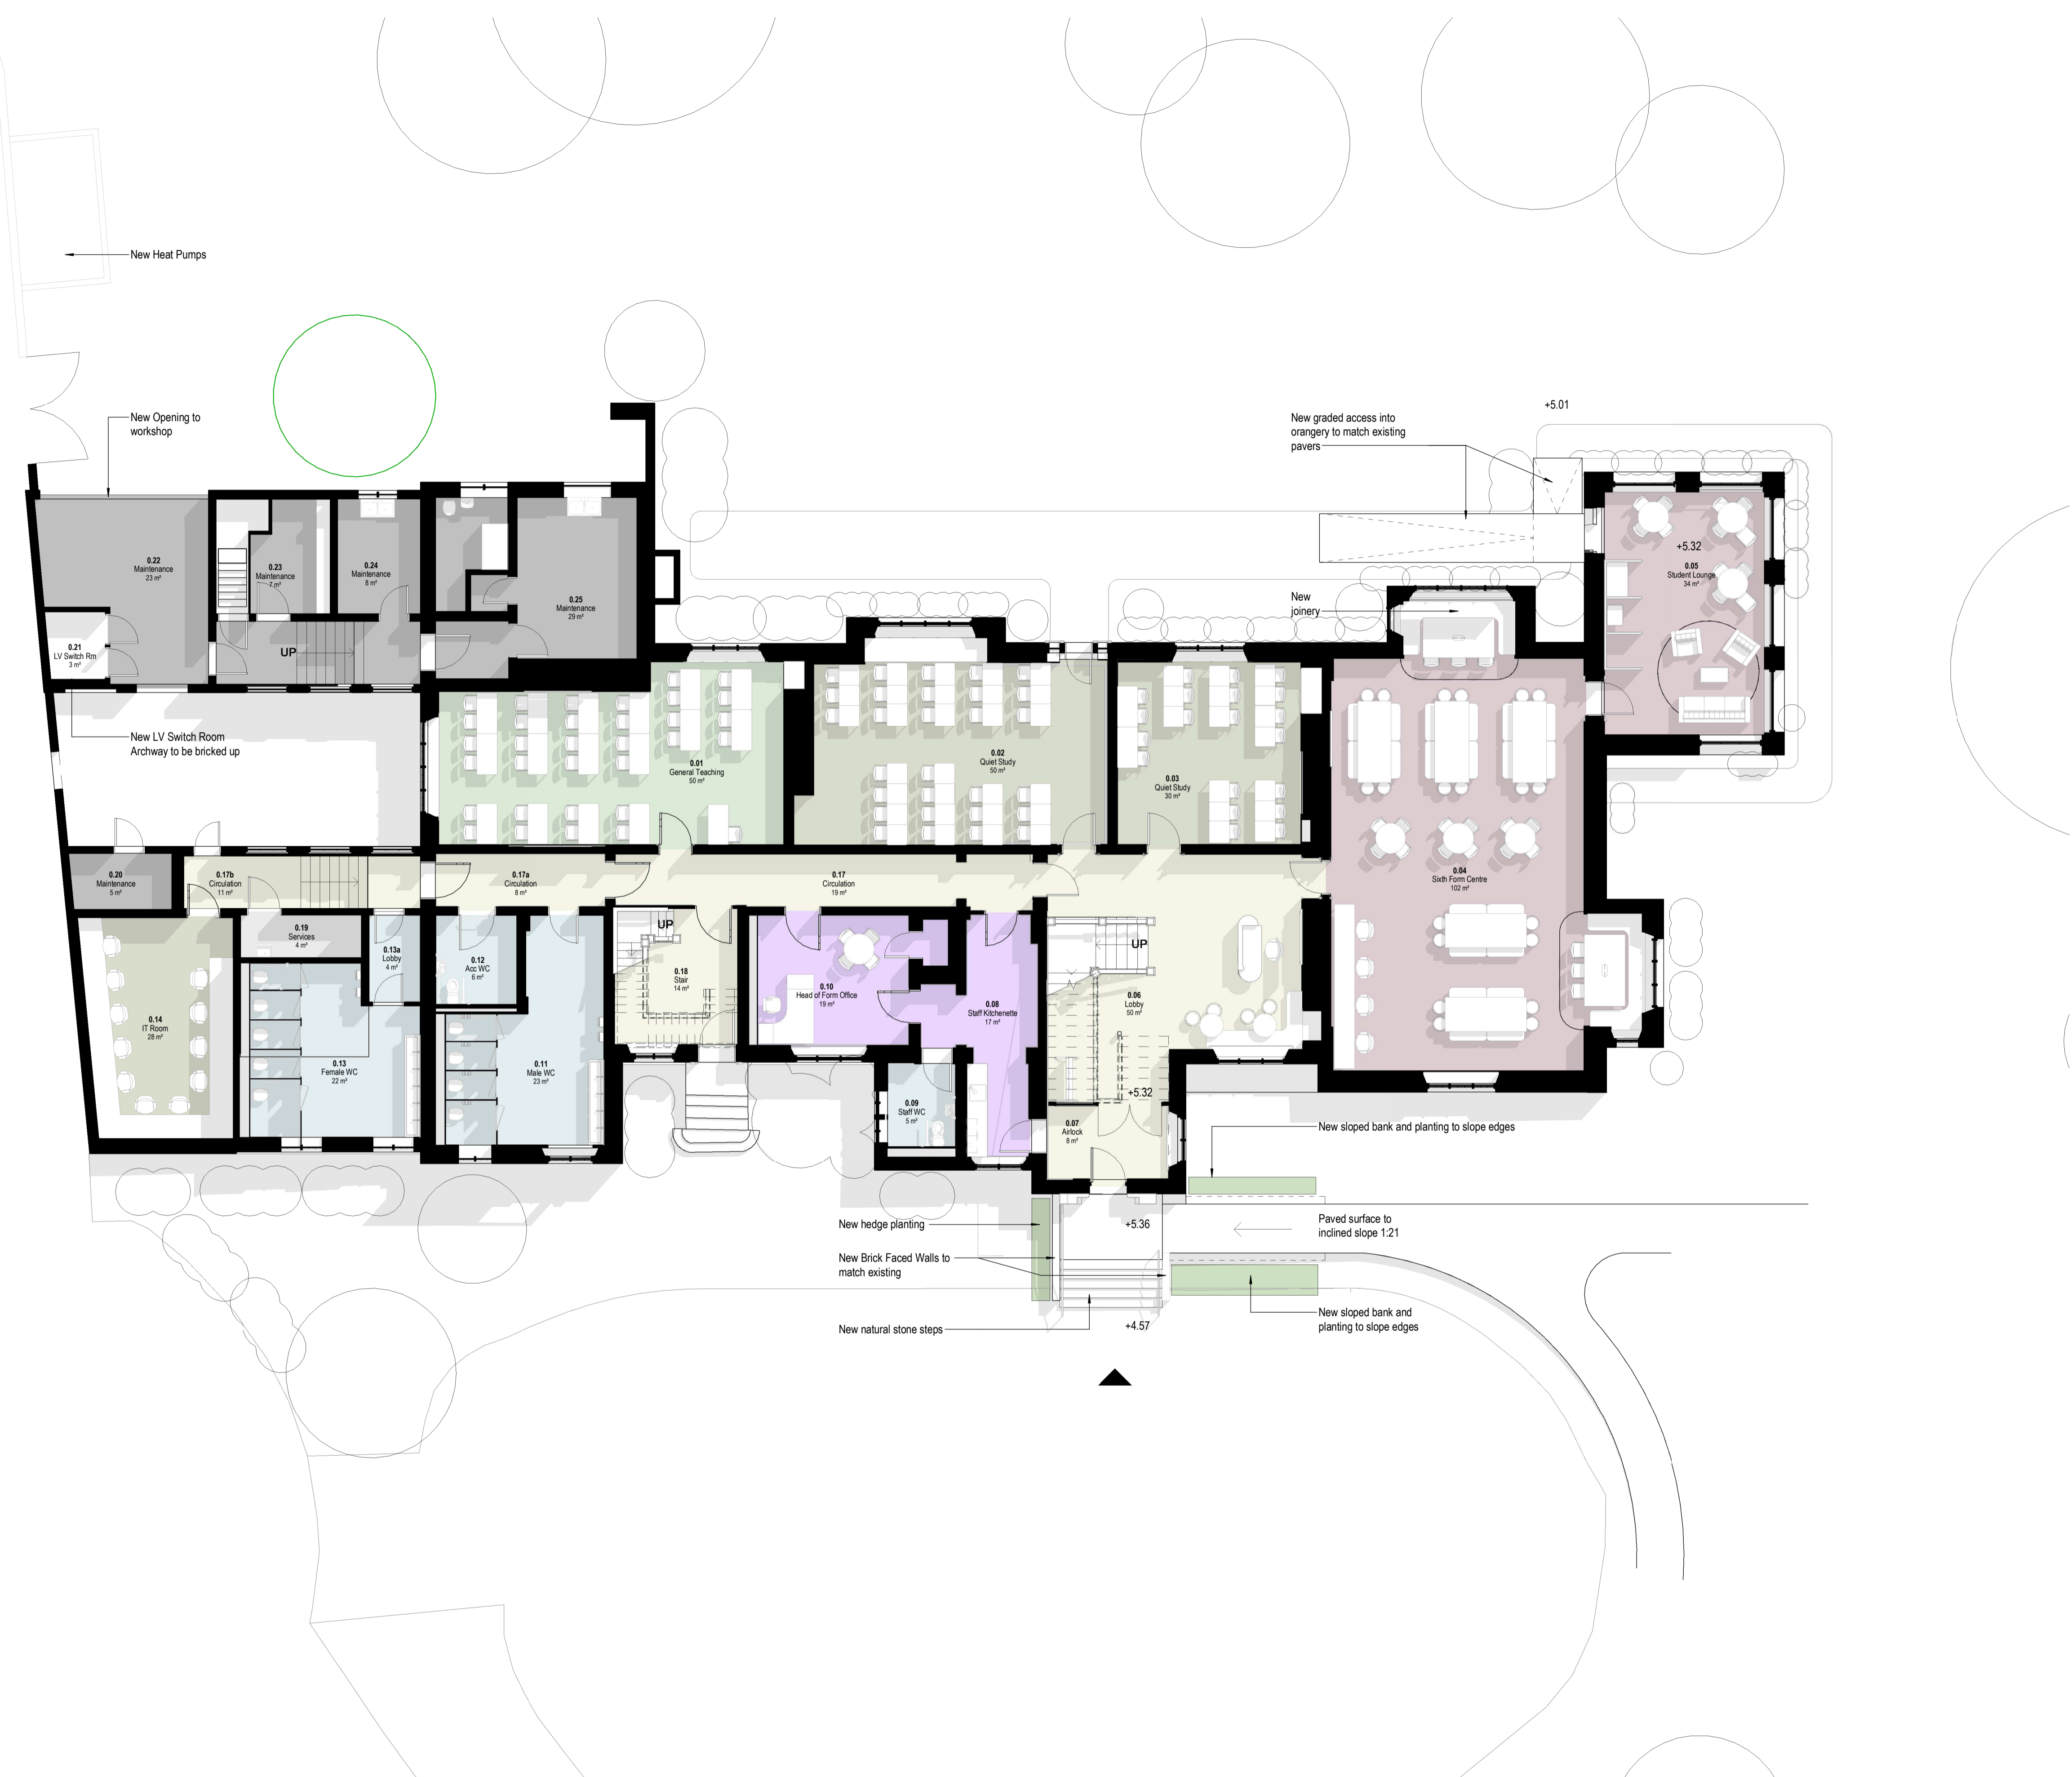 New Heat Pumps
New Opening to
workshop
+5.01
New graded access into
orangery to match existing
pavers
0.22
Maintenance
23 m²
0.23
Maintenance
7 m²
0.24
Maintenance
8 m²
0.25
Maintenance
29 m²
+5.32
0.05
Student Lounge
34 m²
New
joinery
0.21
LV Switch Rm
3 m²
UP
New LV Switch Room
Archway to be bricked up
0.01
General Teaching
50 m²
0.02
Quiet Study
50 m²
0.03
Quiet Study
30 m²
0.04
Sixth Form Centre
102 m²
0.20
Maintenance
5 m²
0.17b
Circulation
11 m²
0.17a
Circulation
8 m²
0.17
Circulation
19 m²
0.19
Services
4 m²
0.13a
Lobby
4 m²
0.12
Acc WC
6 m²
UP
0.18
Stair
14 m²
0.10
Head of Form Office
19 m²
0.08
Staff Kitchenette
17 m²
UP
0.06
Lobby
50 m²
0.14
IT Room
28 m²
0.13
Female WC
22 m²
0.11
Male WC
23 m²
0.09
Staff WC
5 m²
+5.32
0.07
Airlock
8 m²
New sloped bank and planting to slope edges
New hedge planting
+5.36
Paved surface to
inclined slope 1:21
New Brick Faced Walls to
match existing
New natural stone steps
+4.57
New sloped bank and
planting to slope edges